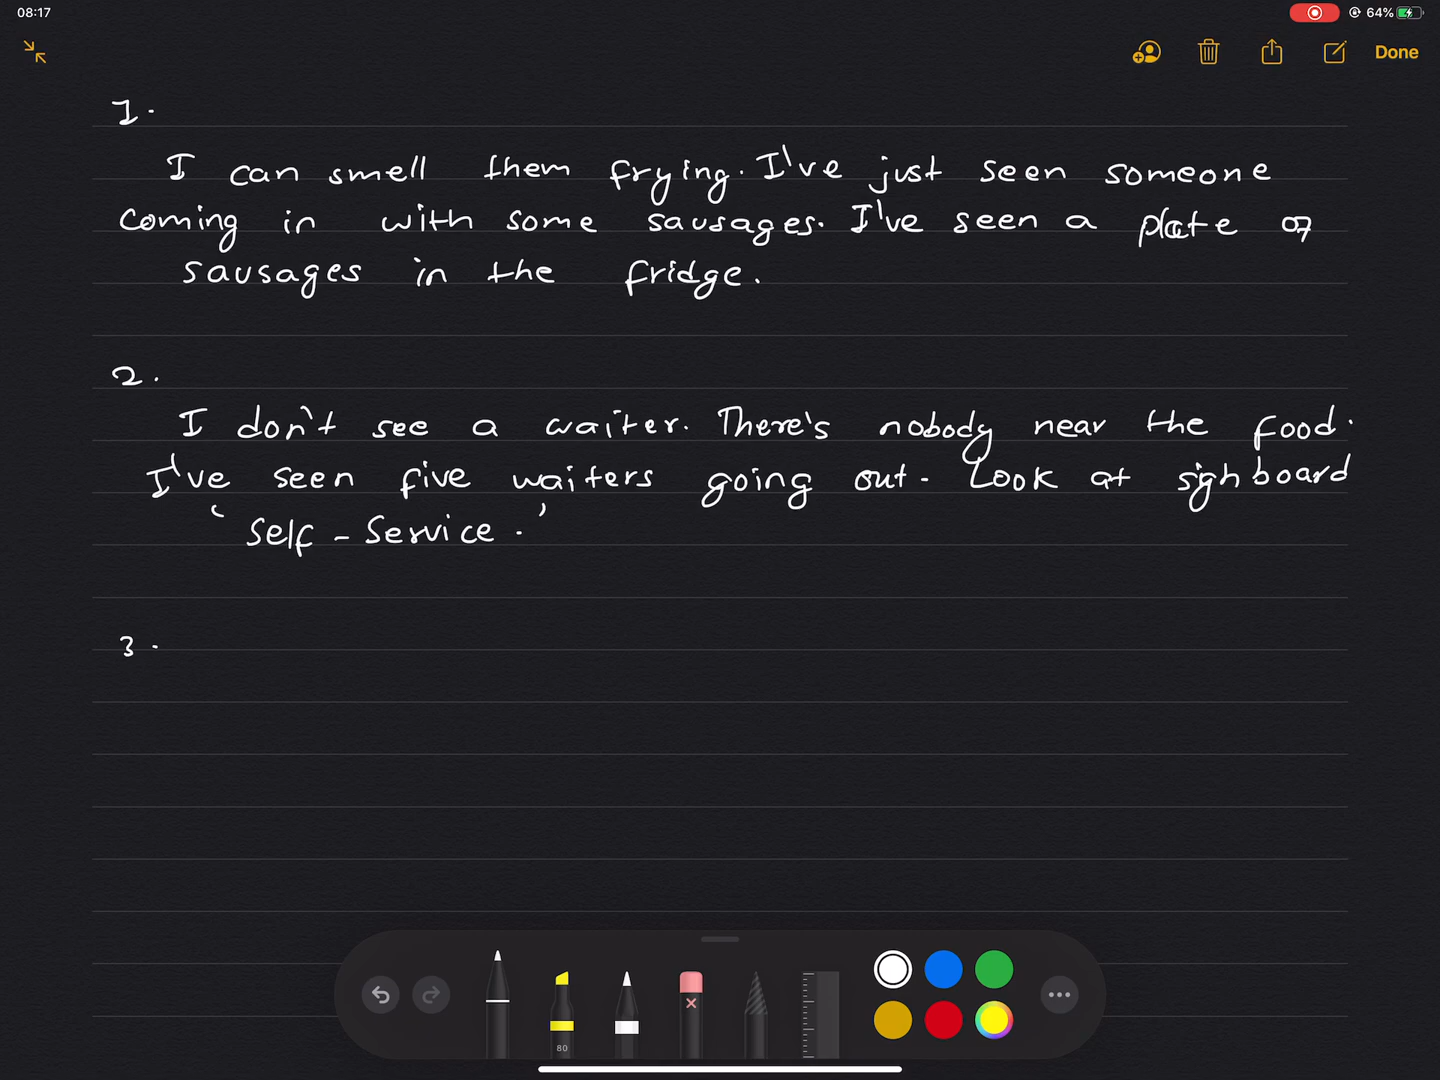 08:17
64%
Done
1.
I can smell them frying. I've just seen someone
coming in with some sausages. I've seen a plate of
sausages in the fridge.
2.
I don't see a waiter. There's nobody near the food.
I've seen five waiters going out. Look at signboard
'Self-Service.'
3.
80